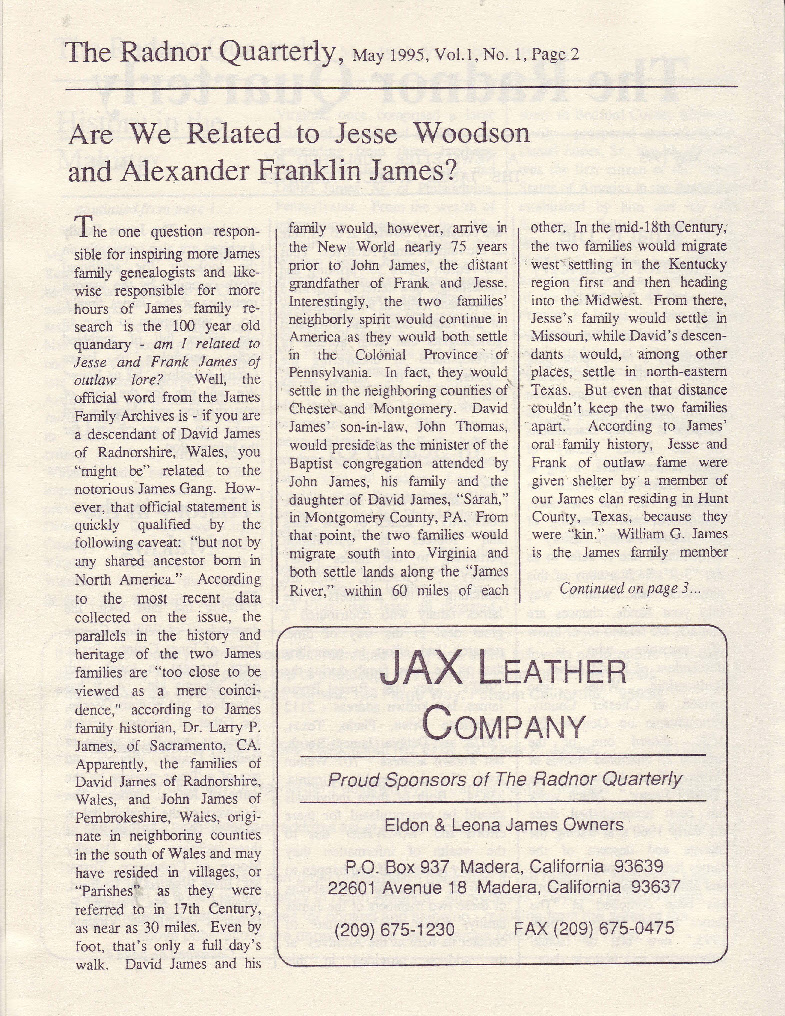 The Radnor Quarterly, May 1995, Vol.1, No. 1, Page 2
Are We Related to Jesse Woodson
and Alexander Franklin James?
The one question respon-
sible for inspiring more James
family genealogists and like-
wise responsible for more
hours of James family re-
search is the 100 year old
quandary - am I related to
Jesse and Frank James of
outlaw lore? Well, the
official word from the James
Family Archives is - if you are
a descendant of David James
of Radnorshire, Wales, you
“might be” related to the
notorious James Gang. How-
ever, that official statement is
quickly qualified by the
following caveat: “but not by
any shared ancestor born in
North America.” According
to the most recent data
collected on the issue, the
parallels in the history and
heritage of the two James
families are “too close to be
viewed as a mere coinci-
dence,” according to James
family historian, Dr. Larry P.
James, of Sacramento, CA.
Apparently, the families of
David James of Radnorshire,
Wales, and John James of
Pembrokeshire, Wales, origi-
nate in neighboring counties
in the south of Wales and may
have resided in villages, or
“Parishes” as they were
referred to in 17th Century,
as near as 30 miles. Even by
foot, that’s only a full day’s
walk. David James and his
family would, however, arrive in
the New World nearly 75 years
prior to John James, the distant
grandfather of Frank and Jesse.
Interestingly, the two families’
neighborly spirit would continue in
America as they would both settle
in the Colonial Province of
Pennsylvania. In fact, they would
settle in the neighboring counties of
Chester and Montgomery. David
James’ son-in-law, John Thomas,
would preside as the minister of the
Baptist congregation attended by
John James, his family and the
daughter of David James, “Sarah,”
in Montgomery County, PA. From
that point, the two families would
migrate south into Virginia and
both settle lands along the “James
River,” within 60 miles of each
other. In the mid-18th Century,
the two families would migrate
west settling in the Kentucky
region first and then heading
into the Midwest. From there,
Jesse’s family would settle in
Missouri, while David’s descen-
dants would, among other
places, settle in north-eastern
Texas. But even that distance
couldn’t keep the two families
apart. According to James’
oral family history, Jesse and
Frank of outlaw fame were
given shelter by a member of
our James clan residing in Hunt
County, Texas, because they
were “kin.” William G. James
is the James family member
Continued on page 3...
JAX LEATHER
COMPANY
Proud Sponsors of The Radnor Quarterly
Eldon & Leona James Owners
P.O. Box 937 Madera, California 93639
22601 Avenue 18 Madera, California 93637
(209) 675-1230 FAX (209) 675-0475